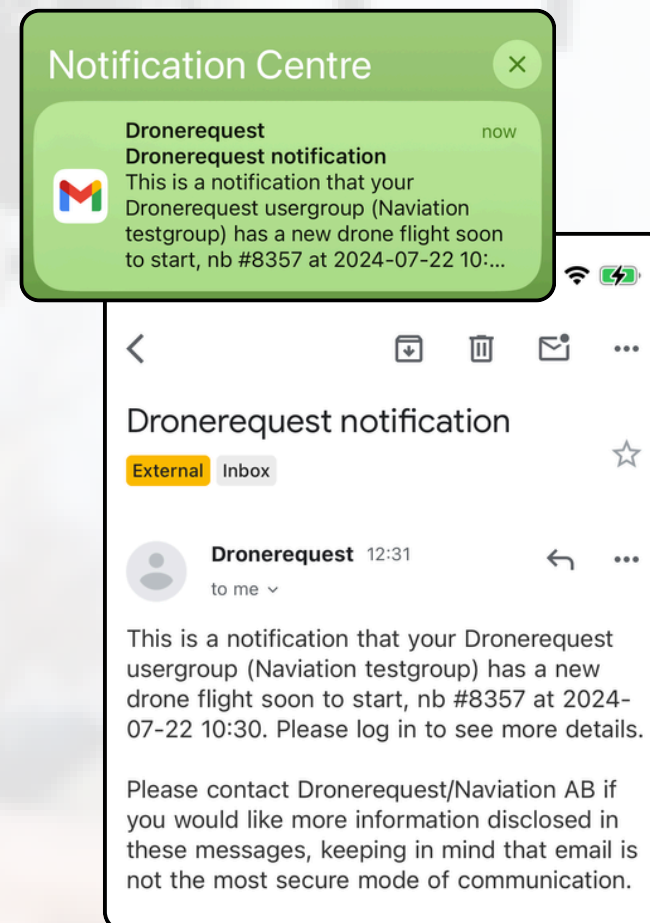 Notification Centre
Dronerequest
now
Dronerequest notification
This is a notification that your
Dronerequest usergroup (Naviation
testgroup) has a new drone flight soon
to start, nb #8357 at 2024-07-22 10:...
Dronerequest notification
External Inbox
Dronerequest 12:31
to me
This is a notification that your Dronerequest
usergroup (Naviation testgroup) has a new
drone flight soon to start, nb #8357 at 2024-
07-22 10:30. Please log in to see more details.
Please contact Dronerequest/Naviation AB if
you would like more information disclosed in
these messages, keeping in mind that email is
not the most secure mode of communication.